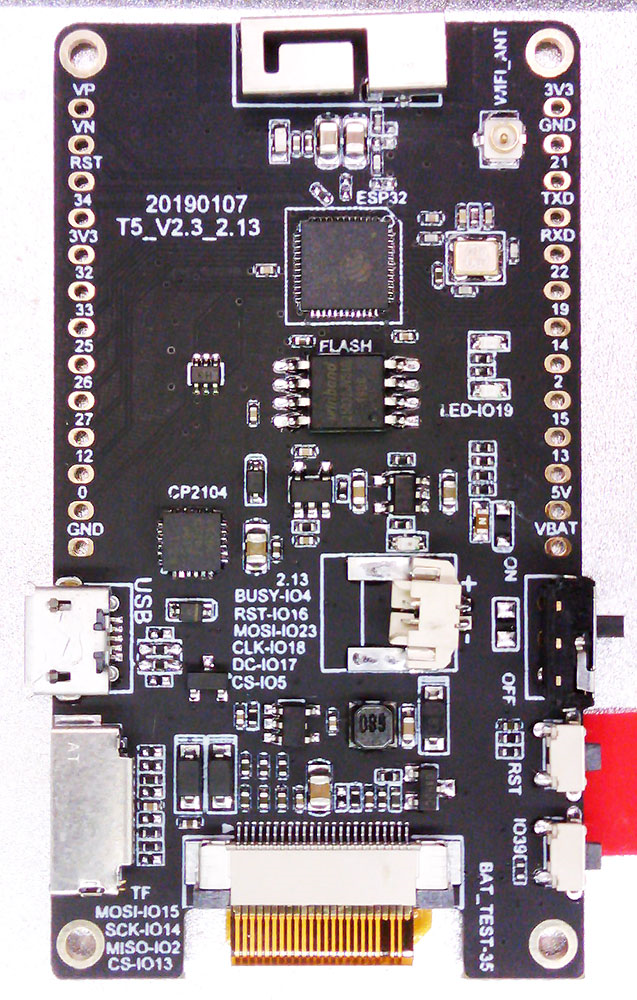 WIFI_ANT
VP
VN
RST
34
3V3
32
33
25
26
27
12
0
GND
3V3
GND
21
TXD
RXD
22
19
14
2
15
13
5V
VBAT
20190107
T5_V2.3_2.13
ESP32
FLASH
winbond
LED-IO19
CP2104
USB
2.13
BUSY-IO4
RST-IO16
MOSI-IO23
CLK-IO18
DC-IO17
CS-IO5
+
-
ON
OFF
680
RST
IO39
BAT_TEST-35
TF
MOSI-IO15
SCK-IO14
MISO-IO2
CS-IO13